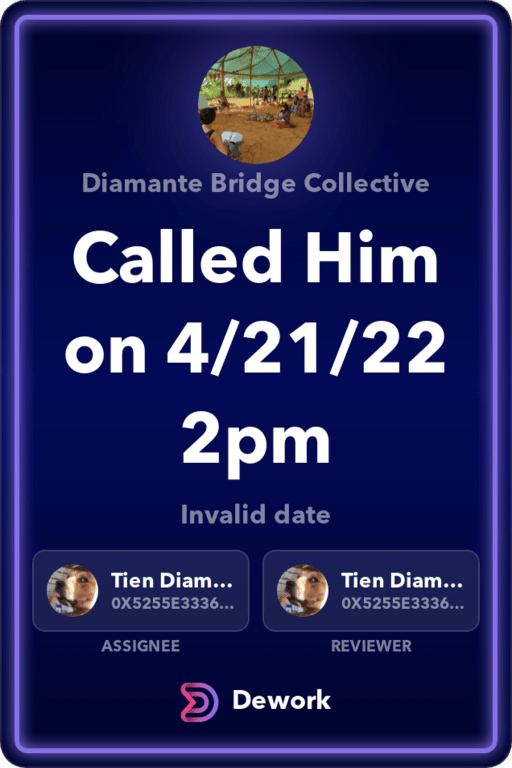 Diamante Bridge Collective
Called Him
on 4/21/22
2pm
Invalid date
Tien Diam...
0X5255E3336...
ASSIGNEE
Tien Diam...
0X5255E3336...
REVIEWER
Dework